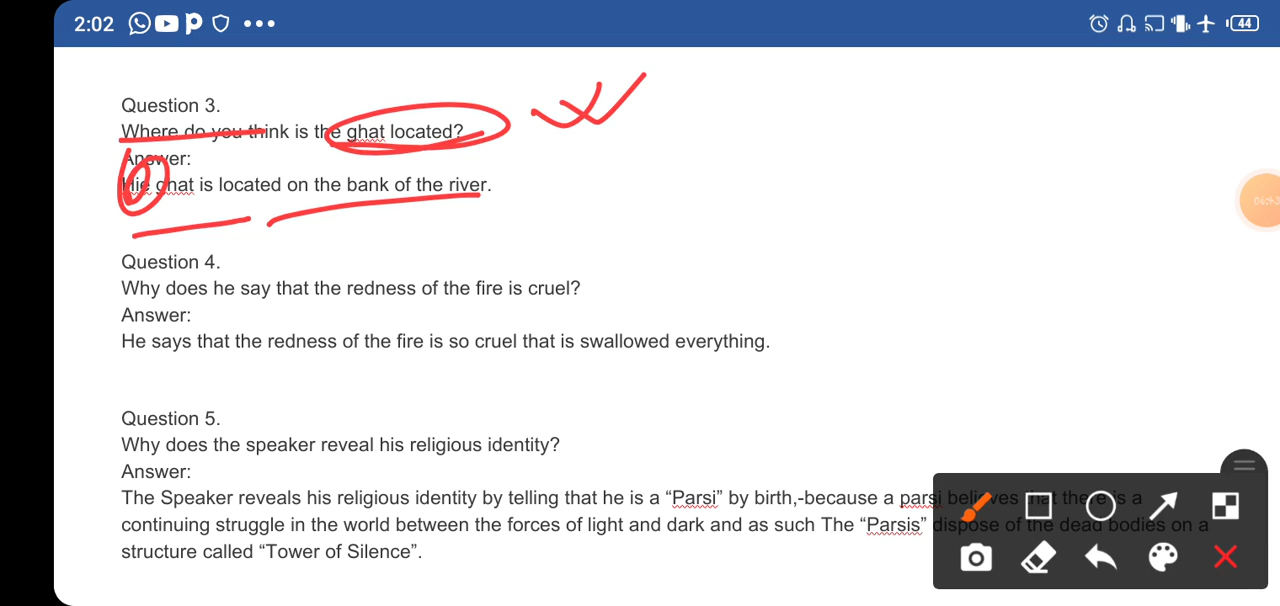 2:02
44
Question 3.
Where do you think is the ghat located?
Answer:
Hie ghat is located on the bank of the river.
Question 4.
Why does he say that the redness of the fire is cruel?
Answer:
He says that the redness of the fire is so cruel that is swallowed everything.
Question 5.
Why does the speaker reveal his religious identity?
Answer:
The Speaker reveals his religious identity by telling that he is a “Parsi” by birth,-because a parsi believes that there is a
continuing struggle in the world between the forces of light and dark and as such The “Parsis” dispose of the dead bodies on a
structure called “Tower of Silence”.